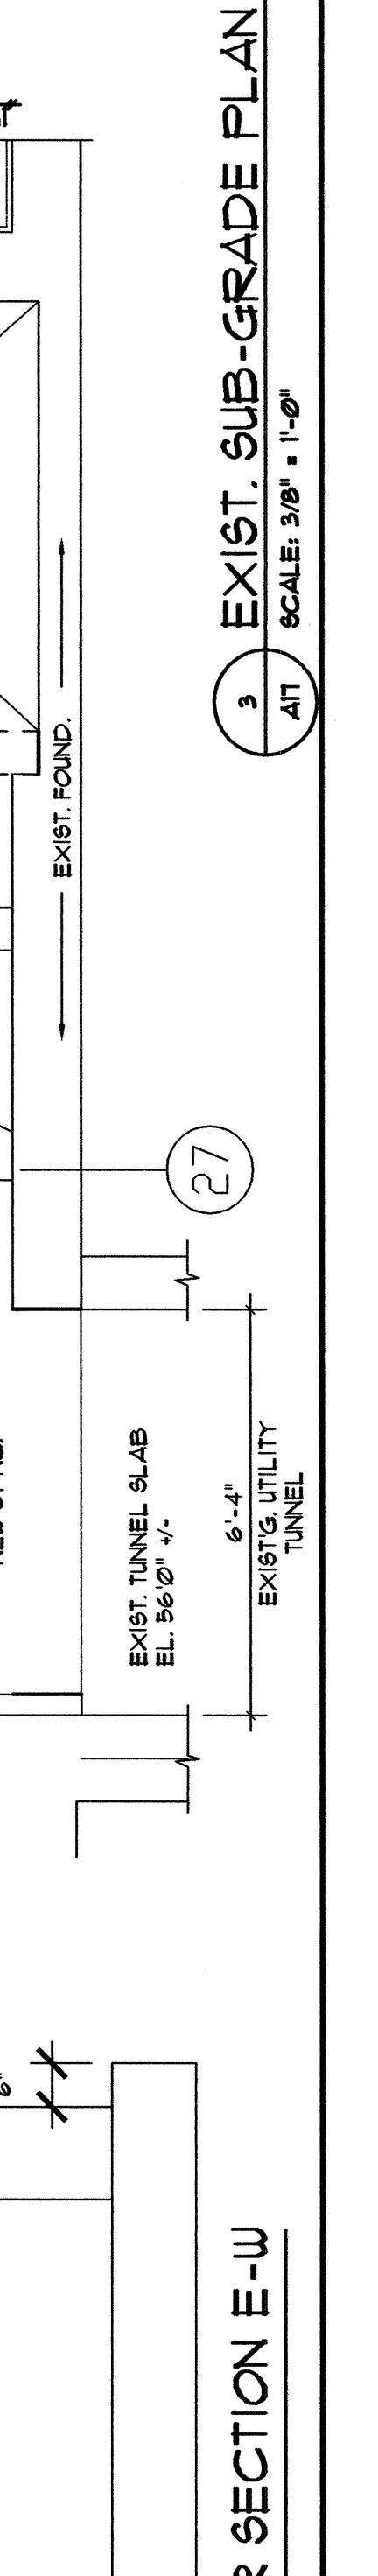 EXIST. SUB-GRADE PLAN
SCALE: 3/8" = 1'-0"
3
A17
EXIST. FOUND.
27
EXIST. TUNNEL SLAB
EL. 56'0" +/-
6'-4"
EXIST'G. UTILITY
TUNNEL
6"
SECTION E-W